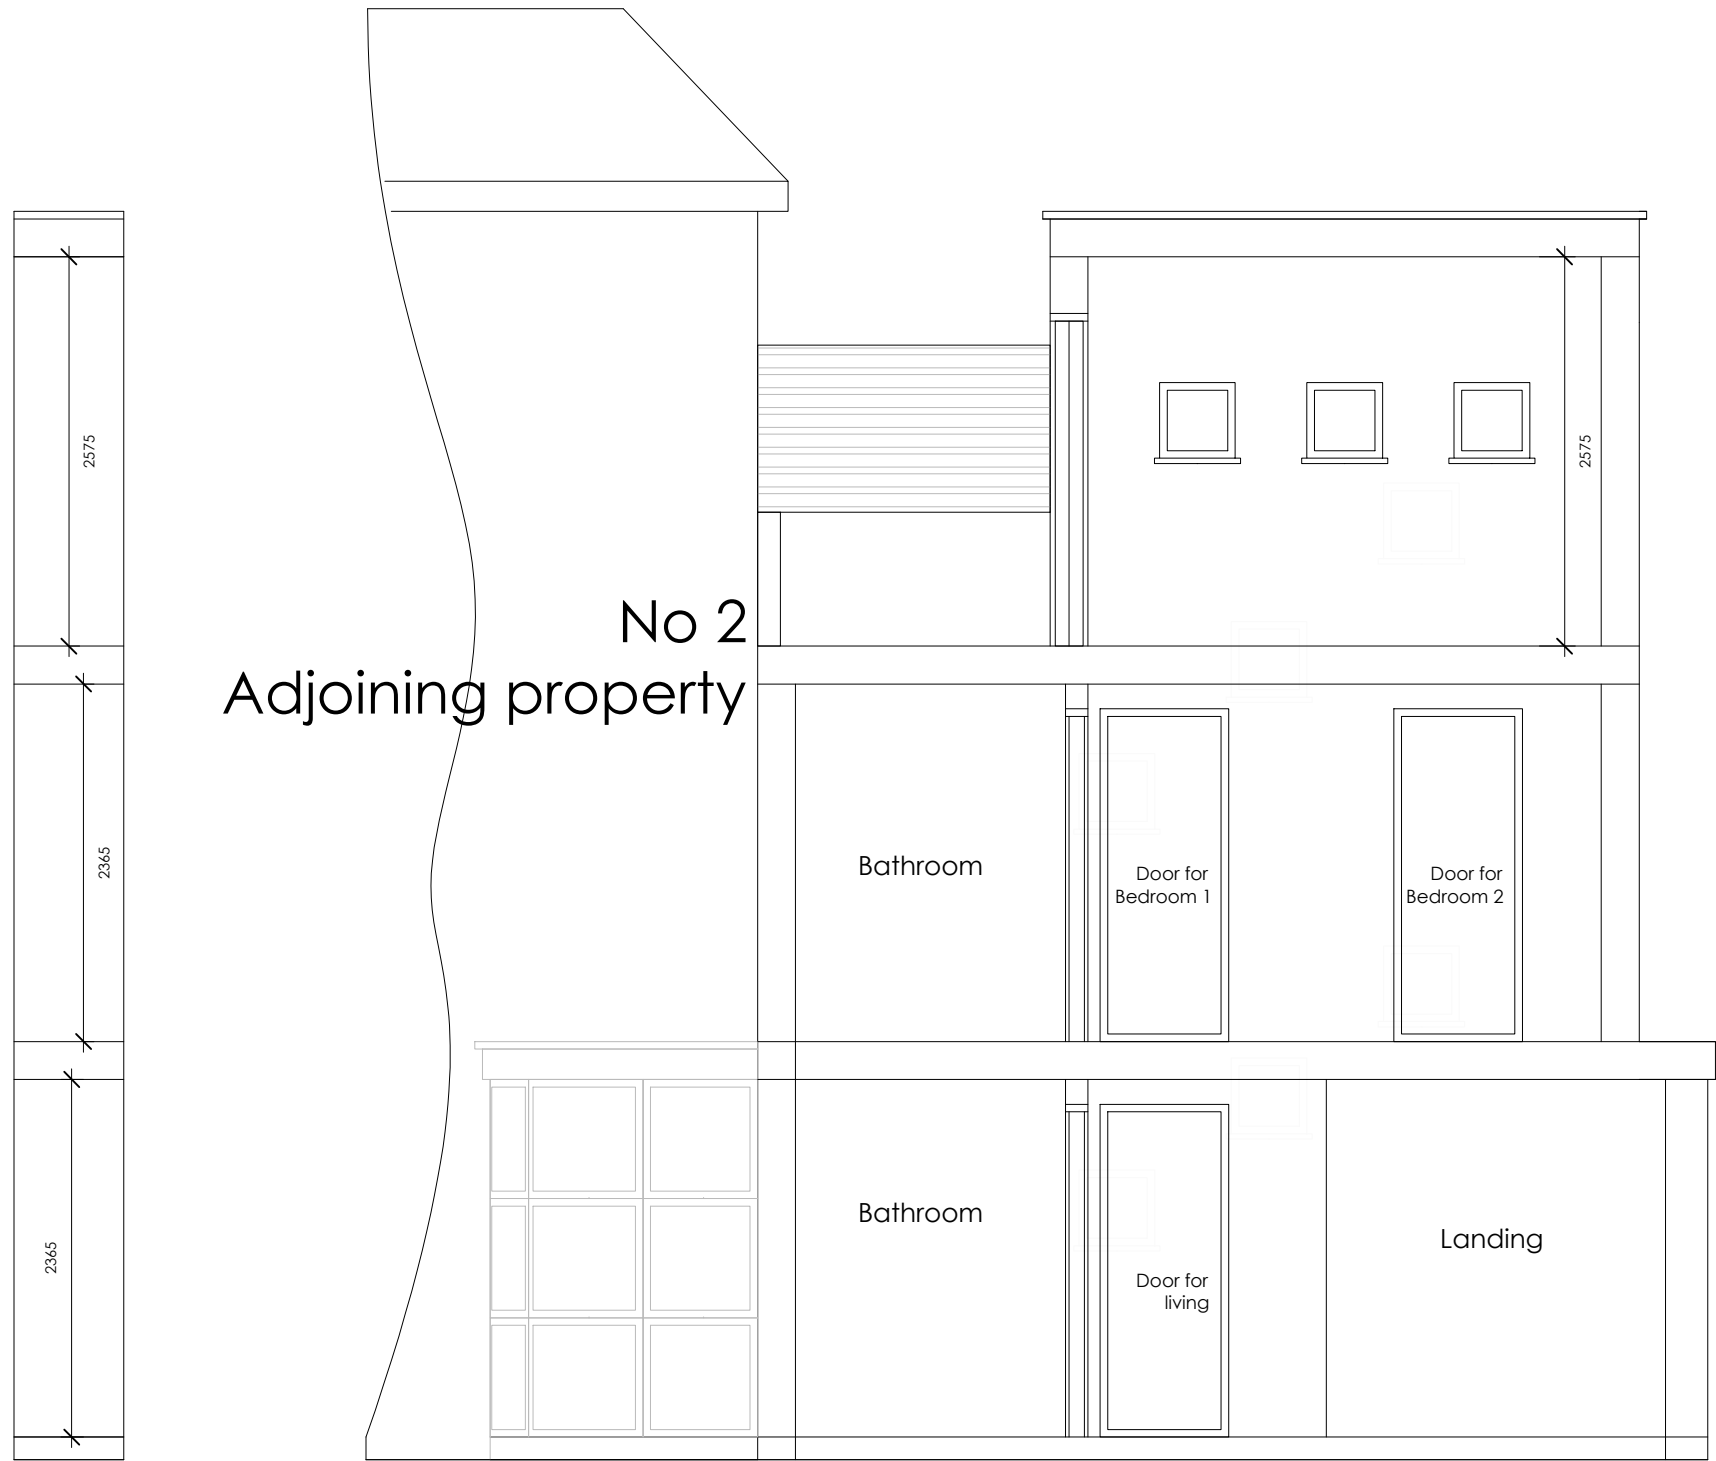 2575
2575
No 2
Adjoining property
2365
Bathroom
Door for
Bedroom 1
Door for
Bedroom 2
2365
Bathroom
Landing
Door for
living